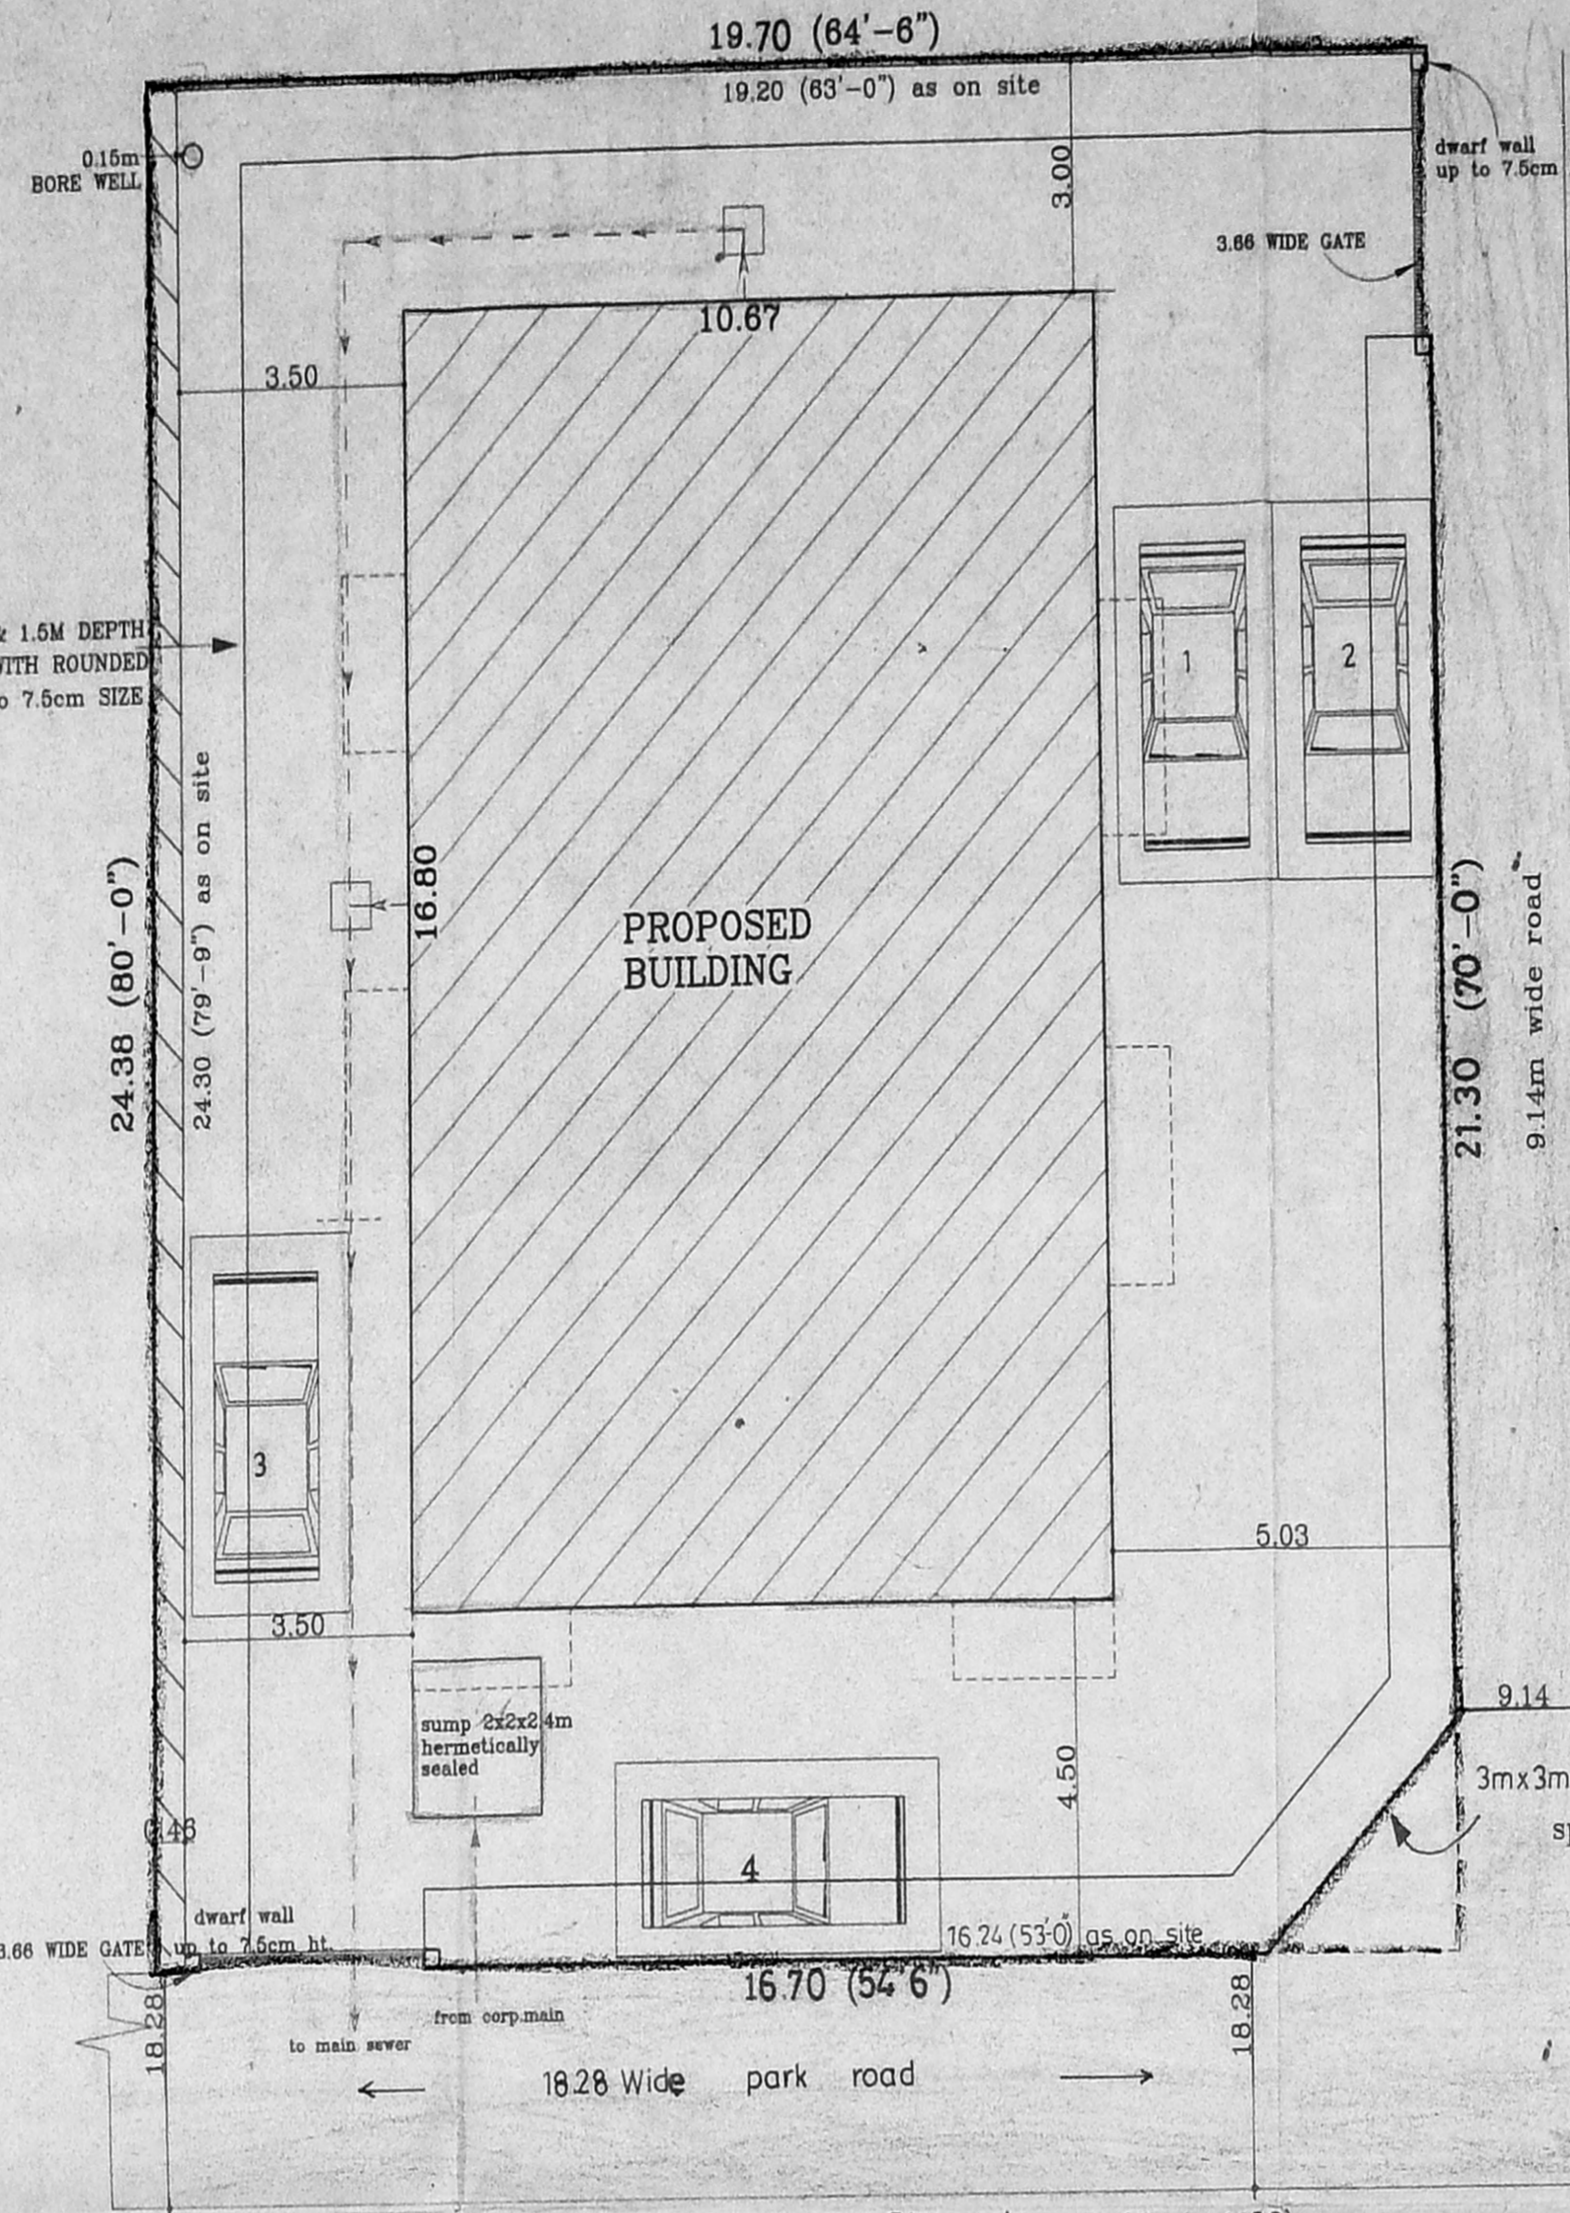 19.70 (64'-6")
19.20 (63'-0") as on site
0.15m
BORE WELL
dwarf wall
up to 7.5cm
3.00
3.66 WIDE GATE
10.67
3.50
1
2
1.5M DEPTH
WITH ROUNDED
7.5cm SIZE
24.38 (80'-0")
24.30 (79'-9") as on site
16.80
PROPOSED
BUILDING
21.30 (70'-0")
9.14m wide road
3
3.50
5.03
9.14
sump 2x2x2.4m
hermetically
sealed
4.50
3mx3m
0.46
4
dwarf wall
up to 7.5cm ht.
3.66 WIDE GATE
16.24 (53'-0") as on site
16.70 (54'6")
18.28
18.28
from corp.main
to main sewer
18.28 Wide park road